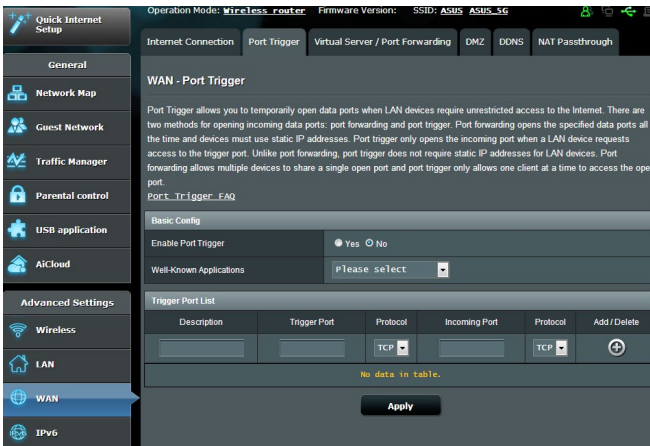 Quick Internet
Setup
Operation Mode: Wireless router Firmware Version: SSID: ASUS ASUS_5G
Internet Connection Port Trigger Virtual Server / Port Forwarding DMZ DDNS NAT Passthrough
General
Network Map
Guest Network
Traffic Manager
Parental control
USB application
AiCloud
Advanced Settings
Wireless
LAN
WAN
IPv6
WAN - Port Trigger
Port Trigger allows you to temporarily open data ports when LAN devices require unrestricted access to the Internet. There are
two methods for opening incoming data ports: port forwarding and port trigger. Port forwarding opens the specified data ports all
the time and devices must use static IP addresses. Port trigger only opens the incoming port when a LAN device requests
access to the trigger port. Unlike port forwarding, port trigger does not require static IP addresses for LAN devices. Port
forwarding allows multiple devices to share a single open port and port trigger only allows one client at a time to access the ope
port.
Port Trigger FAQ
Basic Config
Enable Port Trigger Yes No
Well-Known Applications Please select
Trigger Port List
Description Trigger Port Protocol Incoming Port Protocol Add / Delete
TCP TCP
No data in table.
Apply